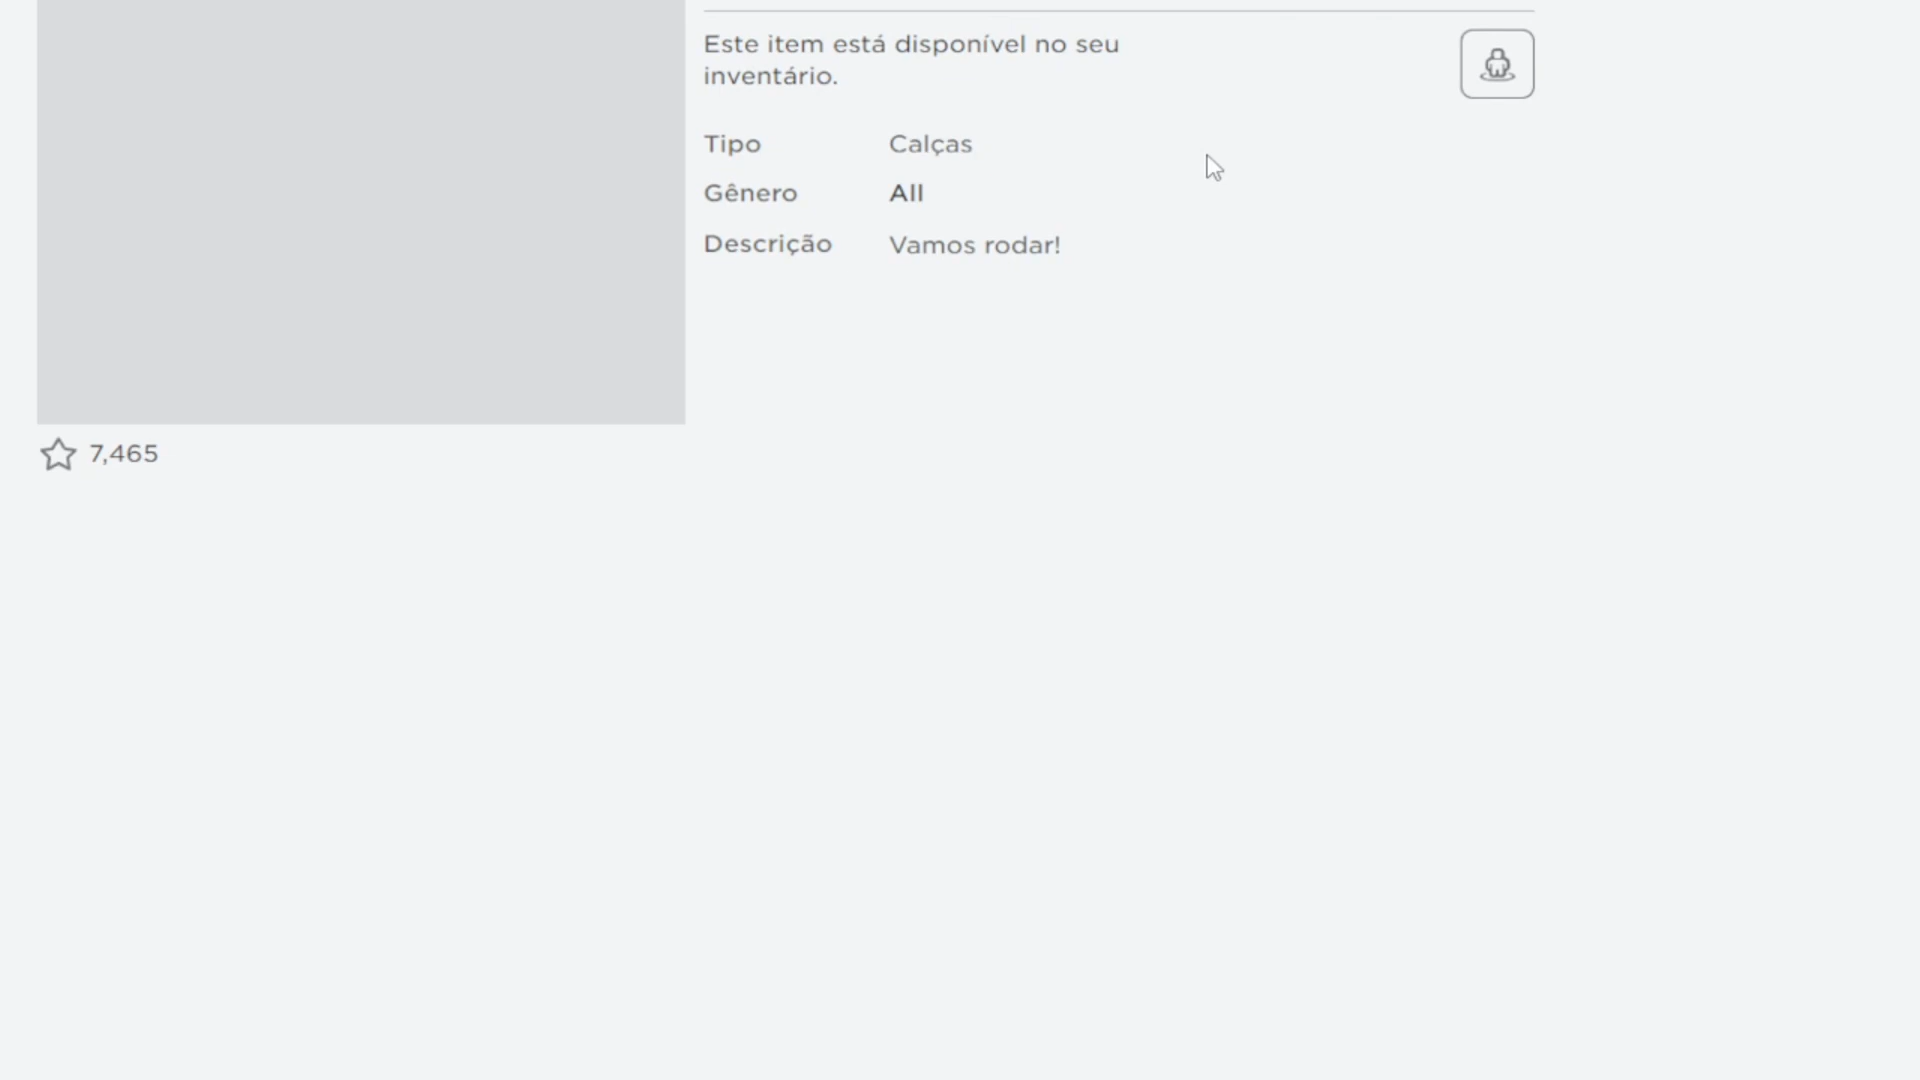 Este item está disponível no seu
inventário.
Tipo Calças
Gênero All
Descrição Vamos rodar!
7,465